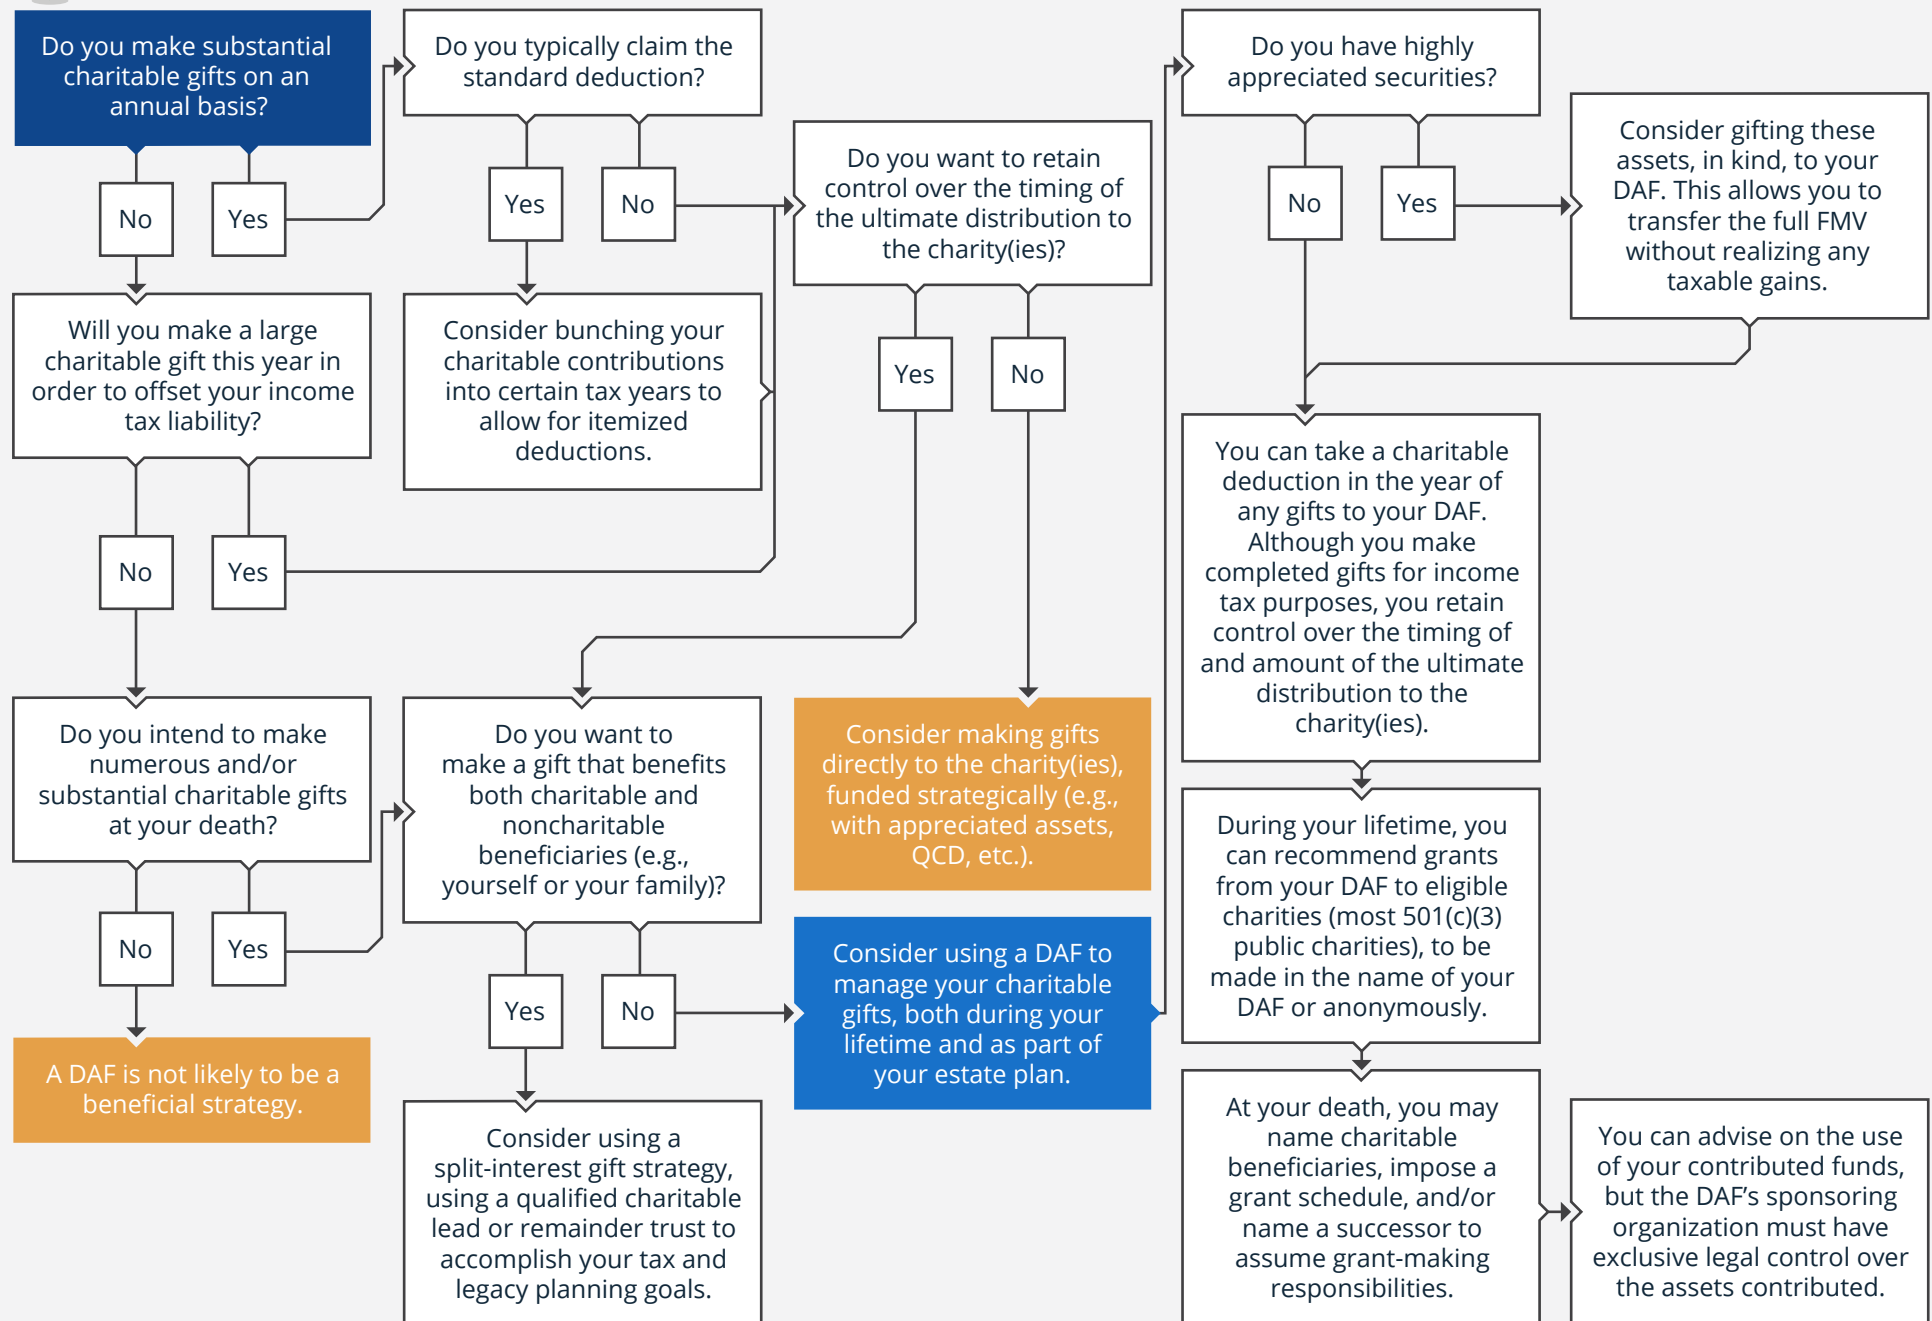 Do you make substantial
charitable gifts on an
annual basis?
No
Yes
Will you make a large
charitable gift this year in
order to offset your income
tax liability?
No
Yes
Do you intend to make
numerous and/or
substantial charitable gifts
at your death?
No
Yes
A DAF is not likely to be a
beneficial strategy.
Do you typically claim the
standard deduction?
Yes
No
Consider bunching your
charitable contributions
into certain tax years to
allow for itemized
deductions.
Do you want to retain
control over the timing of
the ultimate distribution to
the charity(ies)?
Yes
No
Do you want to
make a gift that benefits
both charitable and
noncharitable
beneficiaries (e.g.,
yourself or your family)?
Yes
No
Consider using a
split-interest gift strategy,
using a qualified charitable
lead or remainder trust to
accomplish your tax and
legacy planning goals.
Consider making gifts
directly to the charity(ies),
funded strategically (e.g.,
with appreciated assets,
QCD, etc.).
Consider using a DAF to
manage your charitable
gifts, both during your
lifetime and as part of
your estate plan.
Do you have highly
appreciated securities?
No
Yes
Consider gifting these
assets, in kind, to your
DAF. This allows you to
transfer the full FMV
without realizing any
taxable gains.
You can take a charitable
deduction in the year of
any gifts to your DAF.
Although you make
completed gifts for income
tax purposes, you retain
control over the timing of
and amount of the ultimate
distribution to the
charity(ies).
During your lifetime, you
can recommend grants
from your DAF to eligible
charities (most 501(c)(3)
public charities), to be
made in the name of your
DAF or anonymously.
At your death, you may
name charitable
beneficiaries, impose a
grant schedule, and/or
name a successor to
assume grant-making
responsibilities.
You can advise on the use
of your contributed funds,
but the DAF’s sponsoring
organization must have
exclusive legal control over
the assets contributed.